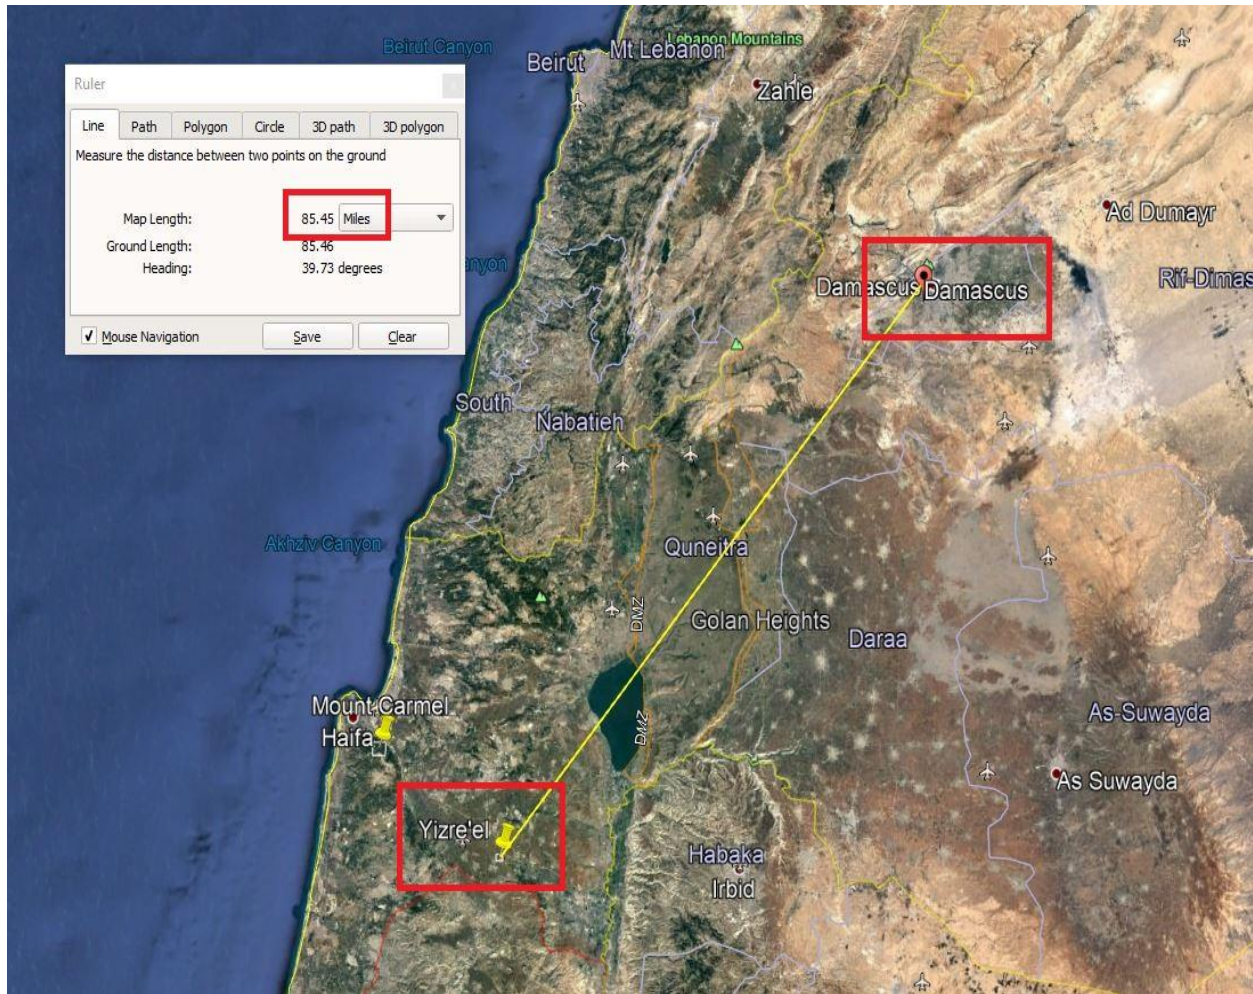 Ruler
Line Path Polygon Circle 3D path 3D polygon
Measure the distance between two points on the ground
Map Length: 85.45 Miles
Ground Length: 85.46
Heading: 39.73 degrees
Mouse Navigation Save Clear
Beirut Canyon
Lebanon Mountains
Beirut
Mt Lebanon
Zahle
Ad Dumayr
Rif-Dimas
Damascus
Damascus
South
Nabatieh
Akhziv Canyon
Quneitra
DMZ
Golan Heights
Daraa
Mount Carmel
Haifa
DMZ
As-Suwayda
As Suwayda
Yizre'el
Habaka
Irbid